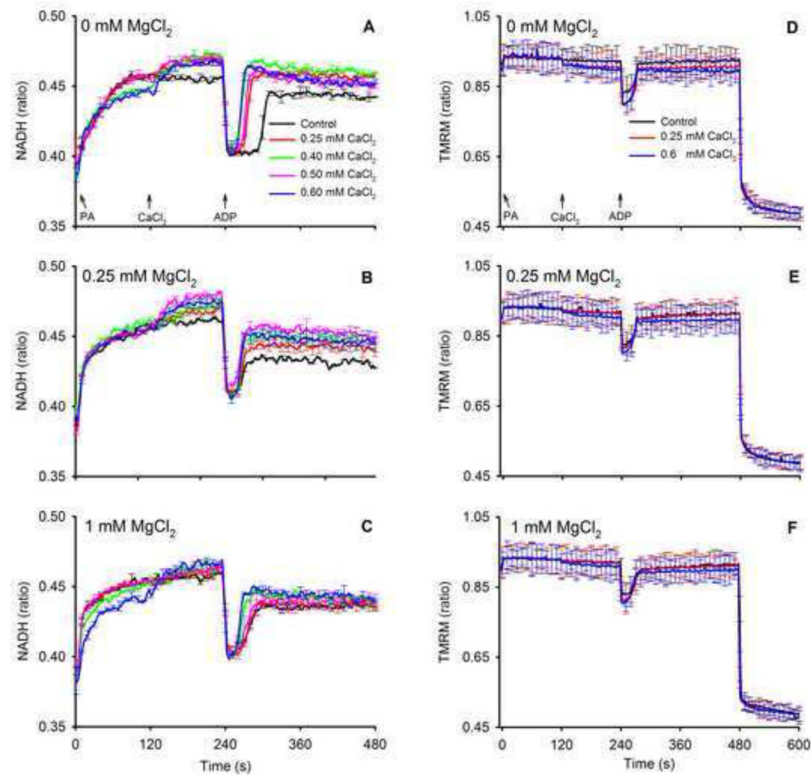 0 mM MgCl₂
A
0.50
0.45
0.40
0.35
NADH (ratio)
Control
0.25 mM CaCl₂
0.40 mM CaCl₂
0.50 mM CaCl₂
0.60 mM CaCl₂
PA
CaCl₂
ADP
0.25 mM MgCl₂
B
0.50
0.45
0.40
0.35
NADH (ratio)
1 mM MgCl₂
C
0.50
0.45
0.40
0.35
NADH (ratio)
0 120 240 360 480
Time (s)
0 mM MgCl₂
D
1.05
0.85
0.65
0.45
TMRM (ratio)
Control
0.25 mM CaCl₂
0.6 mM CaCl₂
PA
CaCl₂
ADP
0.25 mM MgCl₂
E
1.05
0.85
0.65
0.45
TMRM (ratio)
1 mM MgCl₂
F
1.05
0.85
0.65
0.45
TMRM (ratio)
0 120 240 360 480 600
Time (s)